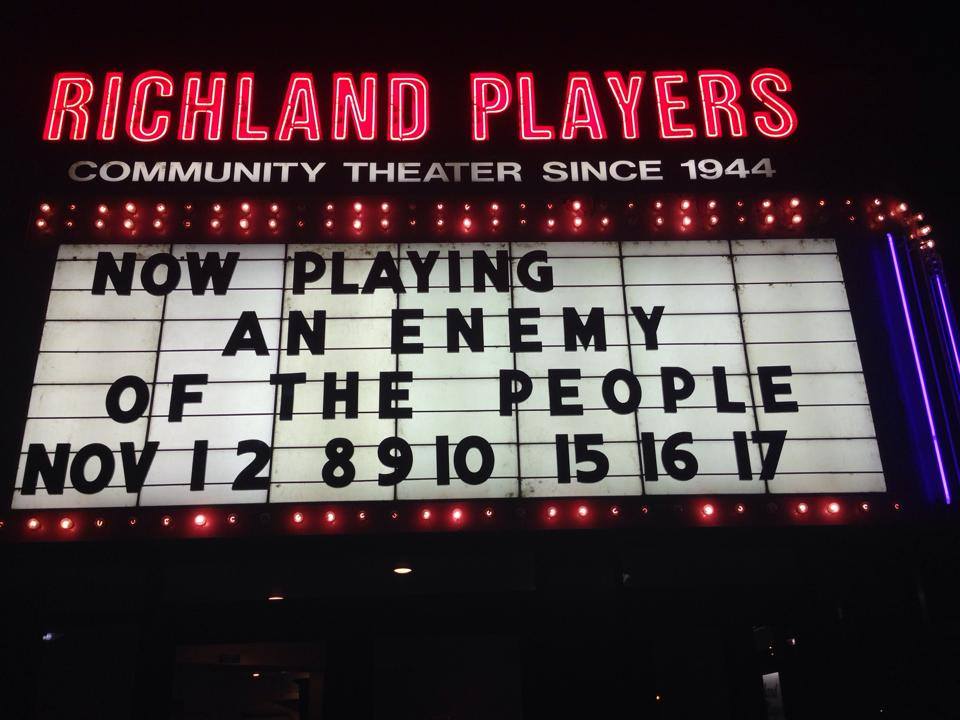 RICHLAND PLAYERS
COMMUNITY THEATER SINCE 1944
NOW PLAYING
AN ENEMY
OF THE PEOPLE
NOV 1 2 8 9 10 15 16 17